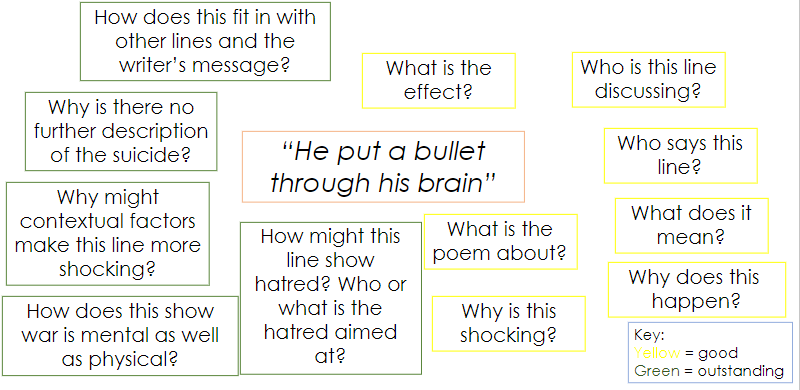 How does this fit in with
other lines and the
writer's message?
What is the
effect?
Who is this line
discussing?
Why is there no
further description
of the suicide?
"He put a bullet
through his brain"
Who says this
line?
Why might
contextual factors
make this line more
shocking?
How might this
line show
hatred? Who or
what is the
hatred aimed
at?
What is the
poem about?
What does it
mean?
How does this show
war is mental as well
as physical?
Why is this
shocking?
Why does this
happen?
Key:
Yellow = good
Green = outstanding